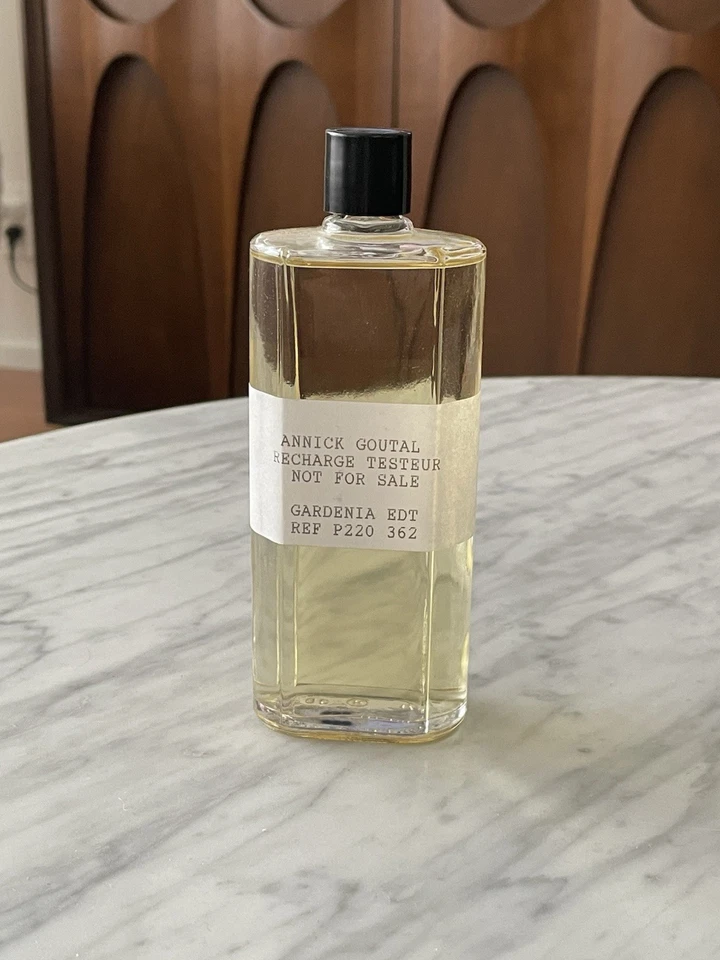 ANNICK GOUTAL
RECHARGE TESTEUR
NOT FOR SALE
GARDENIA EDT
REF P220 362